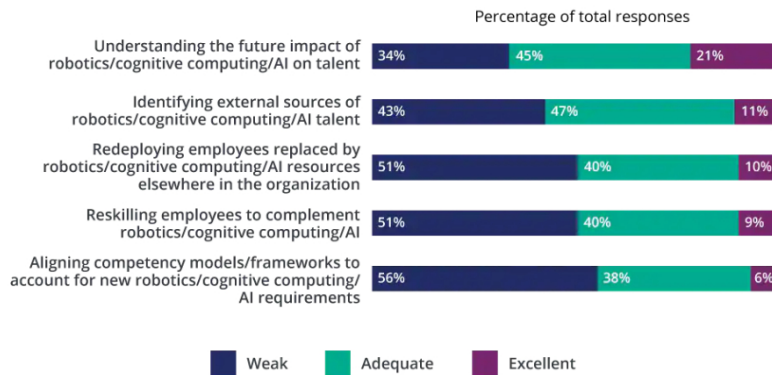 Percentage of total responses
Understanding the future impact of
robotics/cognitive computing/AI on talent
34% 45% 21%
Identifying external sources of
robotics/cognitive computing/AI talent
43% 47% 11%
Redeploying employees replaced by
robotics/cognitive computing/AI resources
elsewhere in the organization
51% 40% 10%
Reskilling employees to complement
robotics/cognitive computing/AI
51% 40% 9%
Aligning competency models/frameworks to
account for new robotics/cognitive computing/
AI requirements
56% 38% 6%
Weak Adequate Excellent